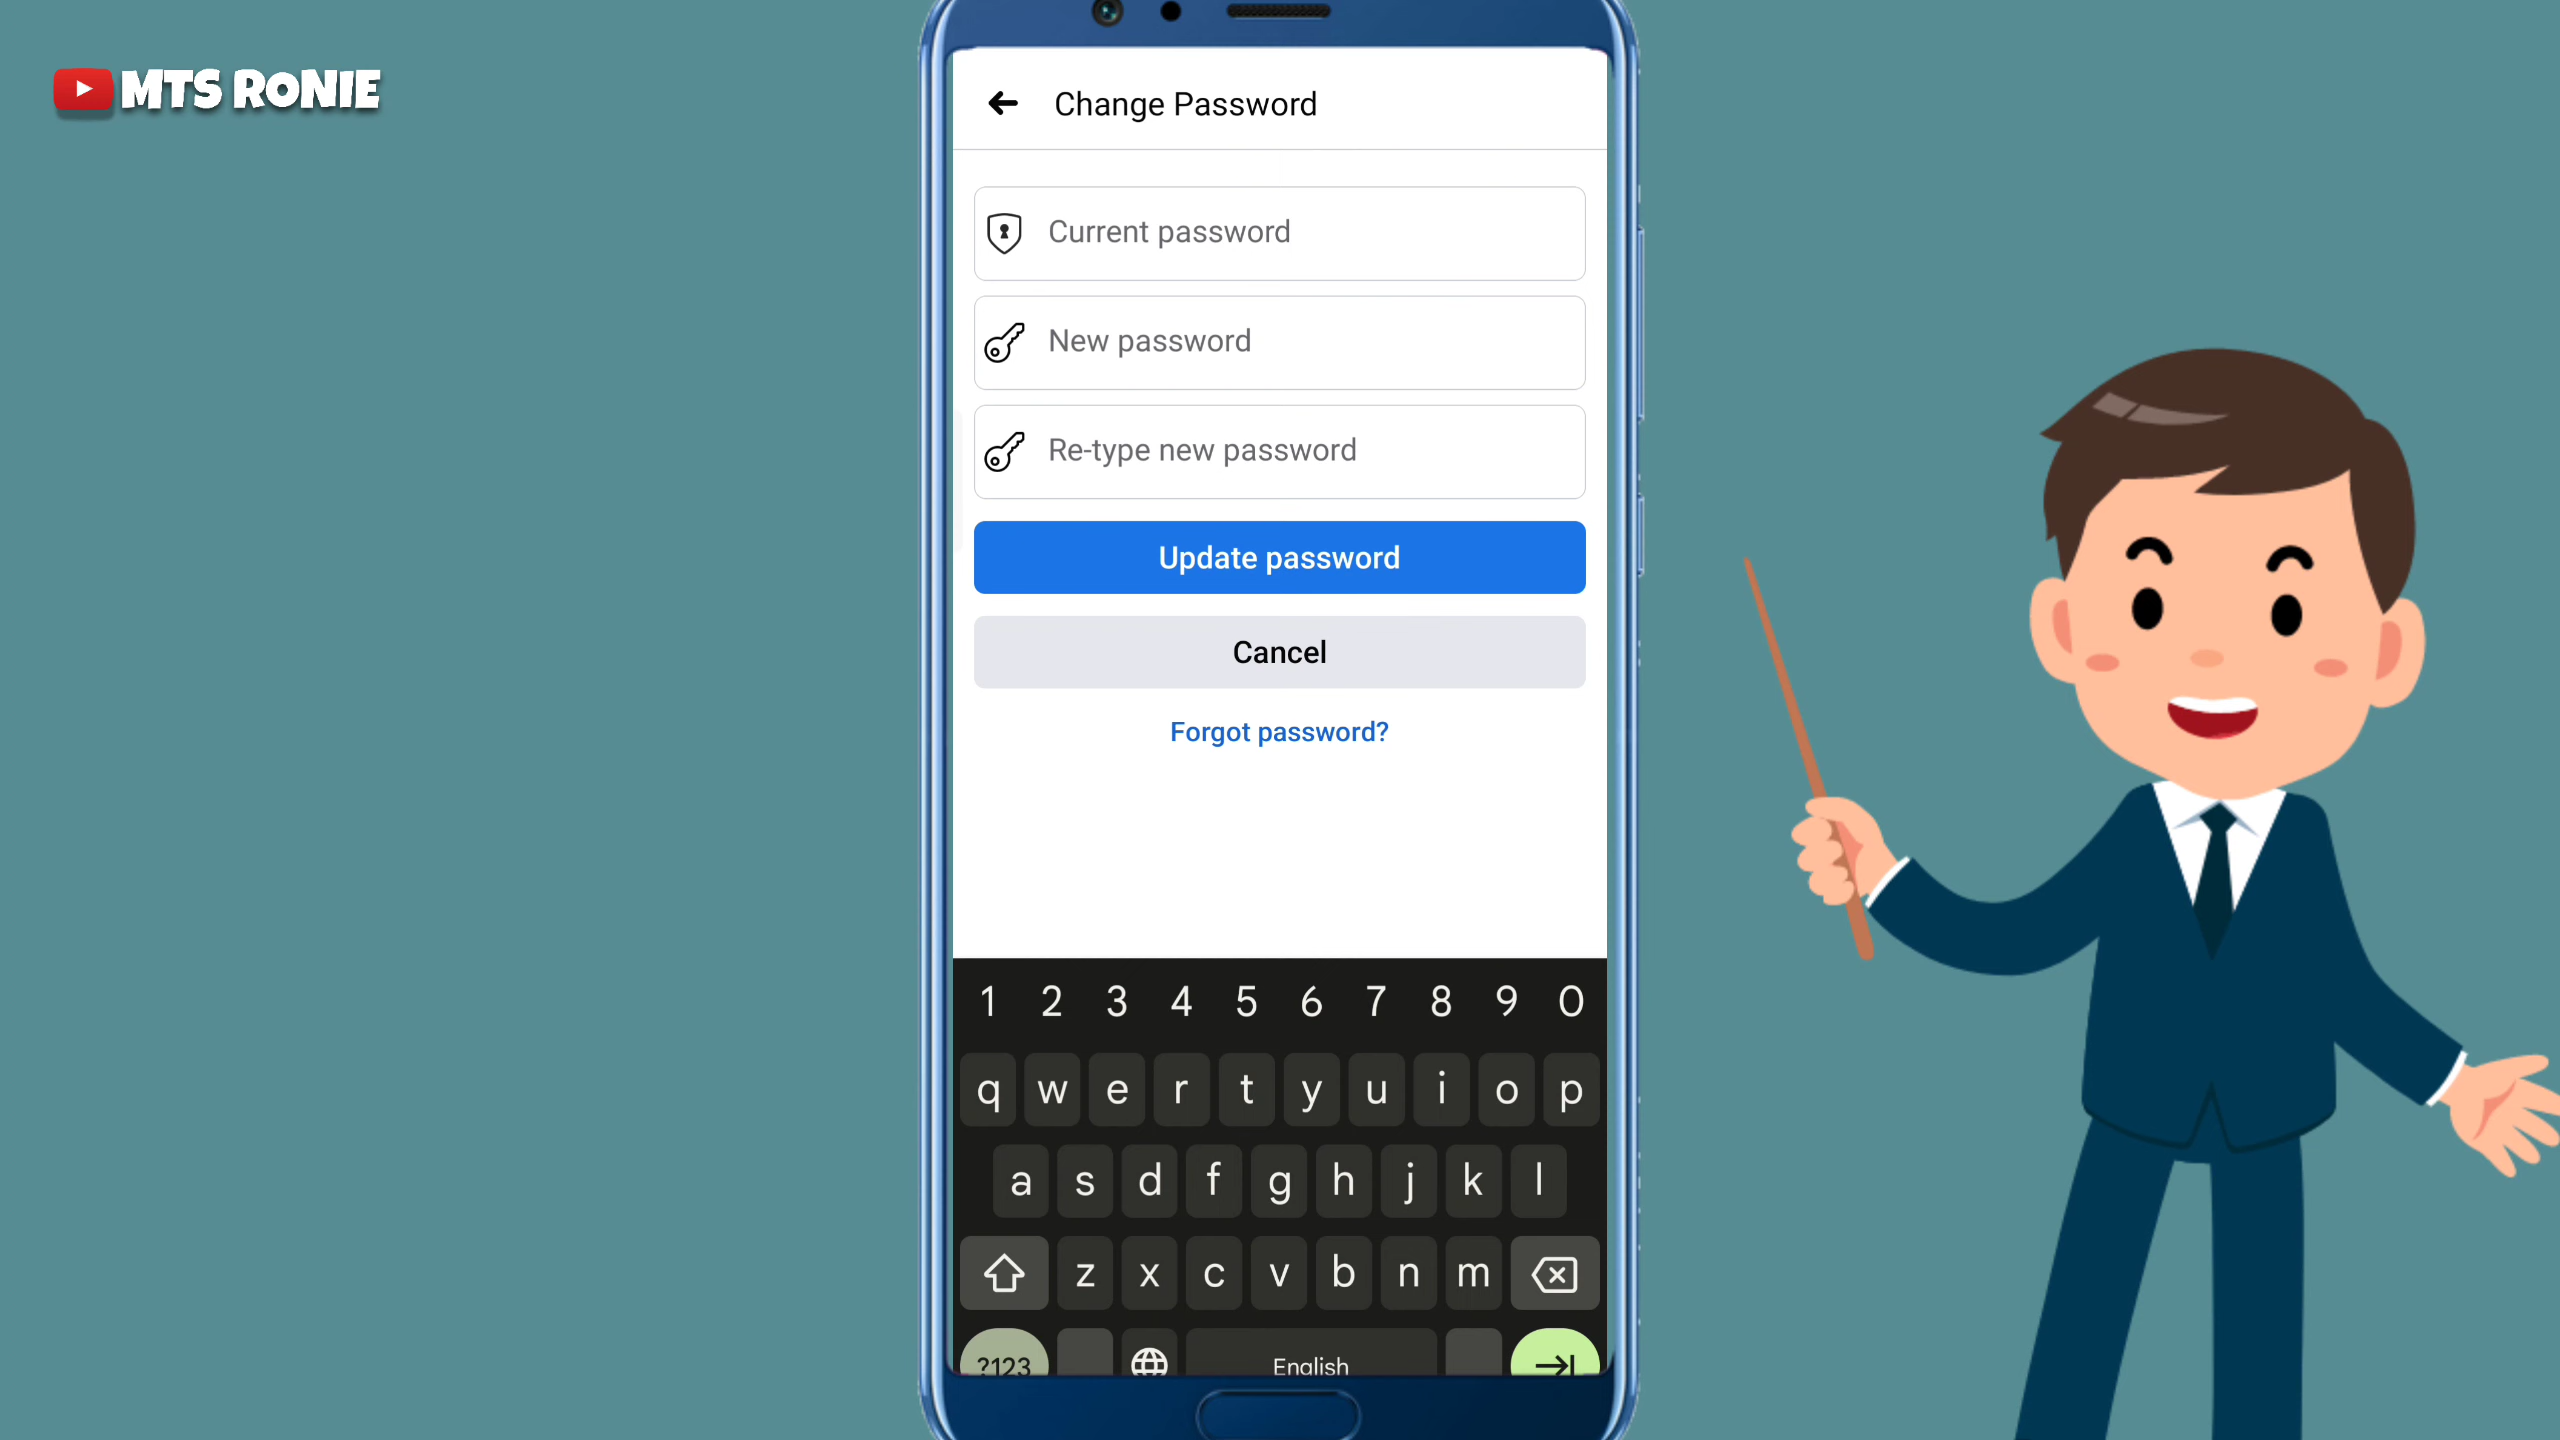 MTS RONIE
Change Password
Current password
New password
Re-type new password
Update password
Cancel
Forgot password?
1 2 3 4 5 6 7 8 9 0
q w e r t y u i o p
a s d f g h j k l
z x c v b n m
?123 English